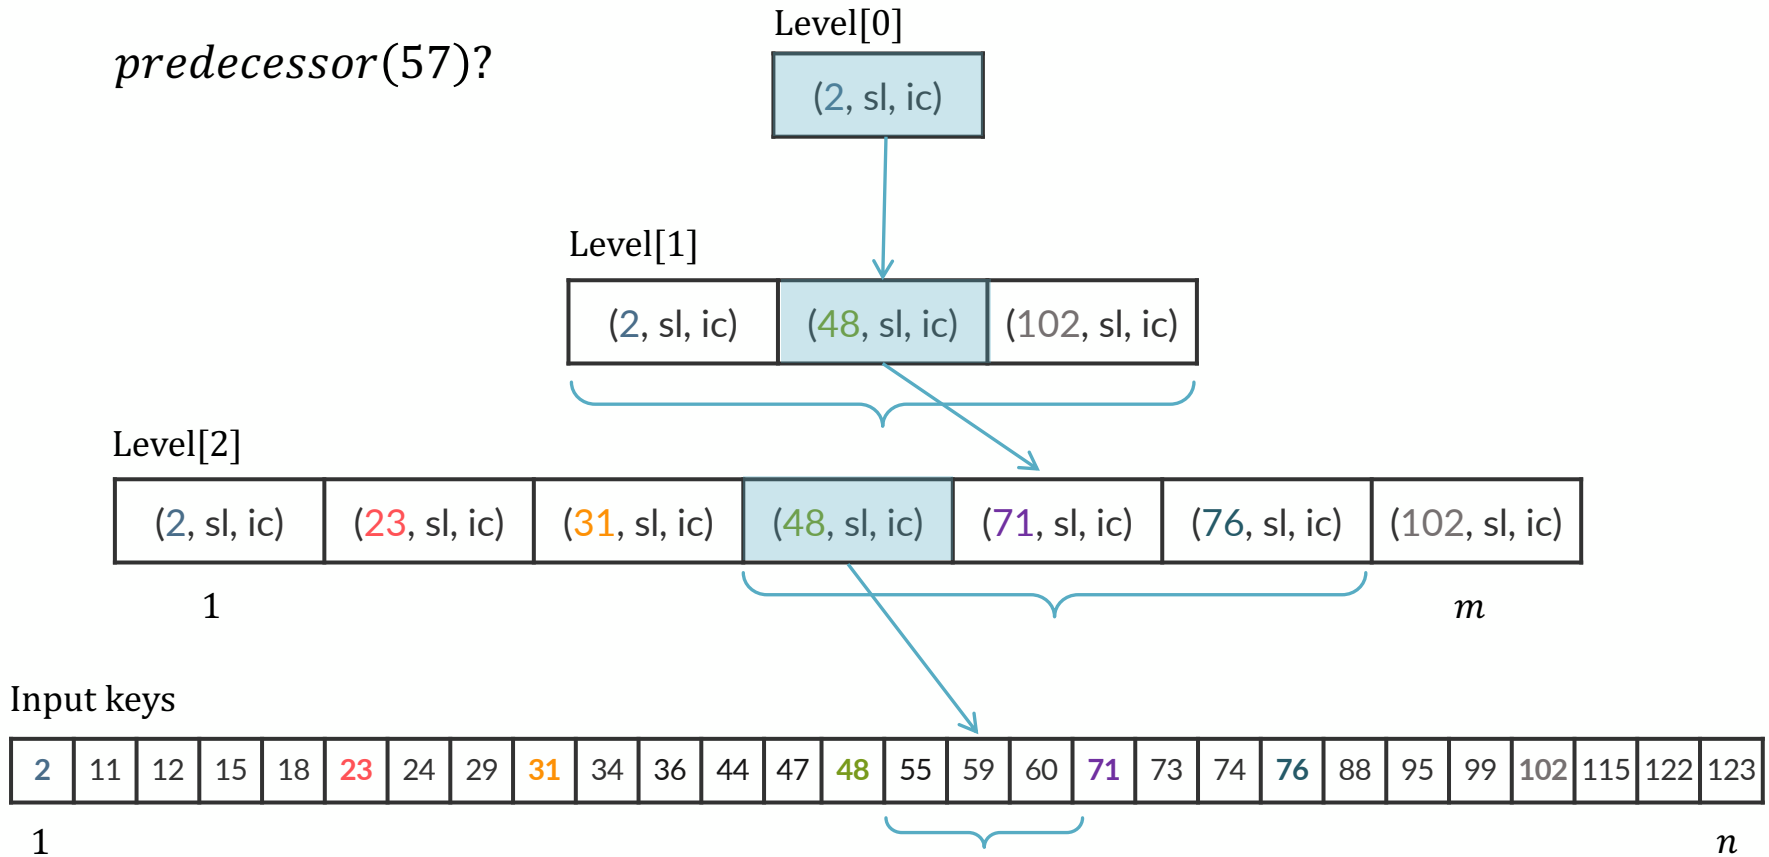 Level[0]
predecessor(57)?
(2, sl, ic)
Level[1]
(2, sl, ic) (48, sl, ic) (102, sl, ic)
Level[2]
(2, sl, ic) (23, sl, ic) (31, sl, ic) (48, sl, ic) (71, sl, ic) (76, sl, ic) (102, sl, ic)
1 m
Input keys
2 11 12 15 18 23 24 29 31 34 36 44 47 48 55 59 60 71 73 74 76 88 95 99 102 115 122 123
1 n